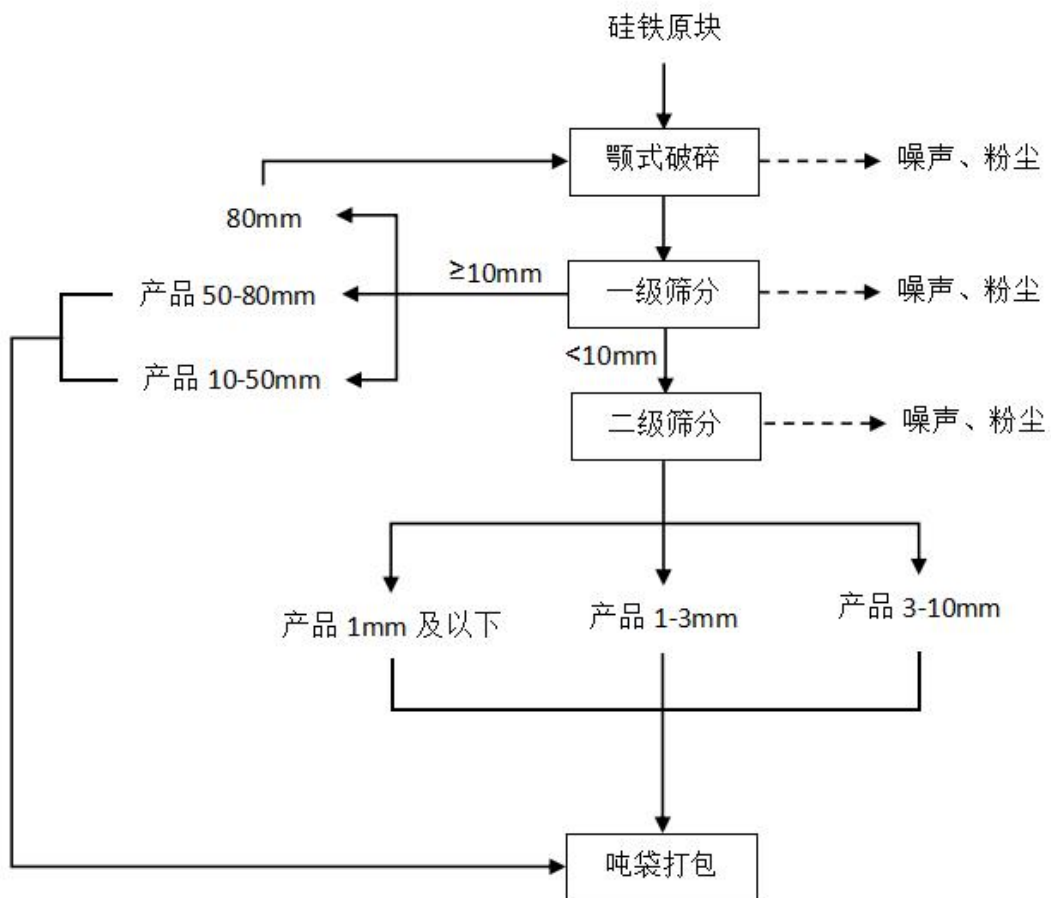 硅铁原块
颚式破碎
噪声、粉尘
80mm
≥10mm
产品 50-80mm
一级筛分
噪声、粉尘
<10mm
产品 10-50mm
二级筛分
噪声、粉尘
产品 1mm 及以下
产品 1-3mm
产品 3-10mm
吨袋打包